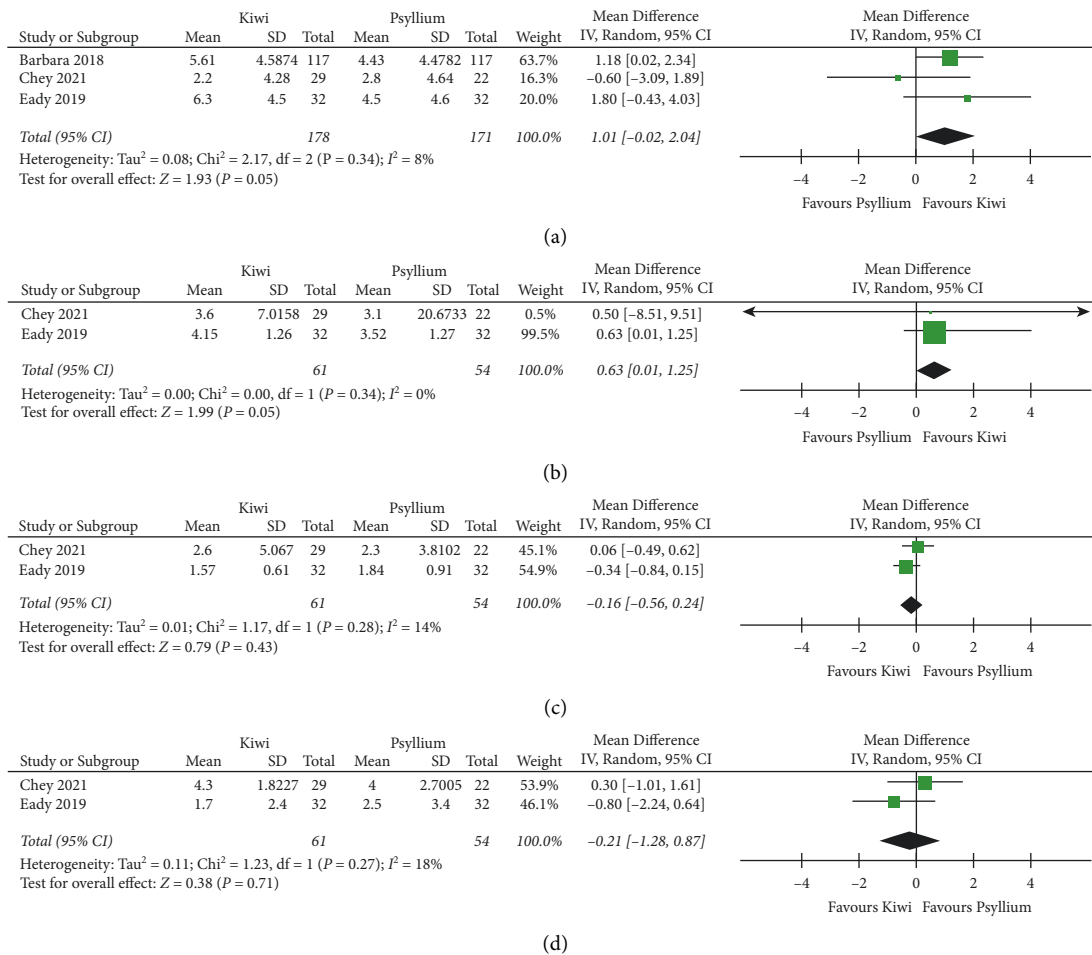 Kiwi Psyllium Mean Difference Mean Difference
Study or Subgroup Mean SD Total Mean SD Total Weight IV, Random, 95% CI IV, Random, 95% CI
Barbara 2018 5.61 4.5874 117 4.43 4.4782 117 63.7% 1.18 [0.02, 2.34]
Chey 2021 2.2 4.28 29 2.8 4.64 22 16.3% –0.60 [–3.09, 1.89]
Eady 2019 6.3 4.5 32 4.5 4.6 32 20.0% 1.80 [–0.43, 4.03]
Total (95% CI) 178 171 100.0% 1.01 [–0.02, 2.04]
Heterogeneity: Tau² = 0.08; Chi² = 2.17, df = 2 (P = 0.34); I² = 8%
Test for overall effect: Z = 1.93 (P = 0.05)
–4 –2 0 2 4
Favours Psyllium Favours Kiwi
(a)
Kiwi Psyllium Mean Difference Mean Difference
Study or Subgroup Mean SD Total Mean SD Total Weight IV, Random, 95% CI IV, Random, 95% CI
Chey 2021 3.6 7.0158 29 3.1 20.6733 22 0.5% 0.50 [–8.51, 9.51]
Eady 2019 4.15 1.26 32 3.52 1.27 32 99.5% 0.63 [0.01, 1.25]
Total (95% CI) 61 54 100.0% 0.63 [0.01, 1.25]
Heterogeneity: Tau² = 0.00; Chi² = 0.00, df = 1 (P = 0.34); I² = 0%
Test for overall effect: Z = 1.99 (P = 0.05)
–4 –2 0 2 4
Favours Psyllium Favours Kiwi
(b)
Kiwi Psyllium Mean Difference Mean Difference
Study or Subgroup Mean SD Total Mean SD Total Weight IV, Random, 95% CI IV, Random, 95% CI
Chey 2021 2.6 5.067 29 2.3 3.8102 22 45.1% 0.06 [–0.49, 0.62]
Eady 2019 1.57 0.61 32 1.84 0.91 32 54.9% –0.34 [–0.84, 0.15]
Total (95% CI) 61 54 100.0% –0.16 [–0.56, 0.24]
Heterogeneity: Tau² = 0.01; Chi² = 1.17, df = 1 (P = 0.28); I² = 14%
Test for overall effect: Z = 0.79 (P = 0.43)
–4 –2 0 2 4
Favours Kiwi Favours Psyllium
(c)
Kiwi Psyllium Mean Difference Mean Difference
Study or Subgroup Mean SD Total Mean SD Total Weight IV, Random, 95% CI IV, Random, 95% CI
Chey 2021 4.3 1.8227 29 4 2.7005 22 53.9% 0.30 [–1.01, 1.61]
Eady 2019 1.7 2.4 32 2.5 3.4 32 46.1% –0.80 [–2.24, 0.64]
Total (95% CI) 61 54 100.0% –0.21 [–1.28, 0.87]
Heterogeneity: Tau² = 0.11; Chi² = 1.23, df = 1 (P = 0.27); I² = 18%
Test for overall effect: Z = 0.38 (P = 0.71)
–4 –2 0 2 4
Favours Kiwi Favours Psyllium
(d)